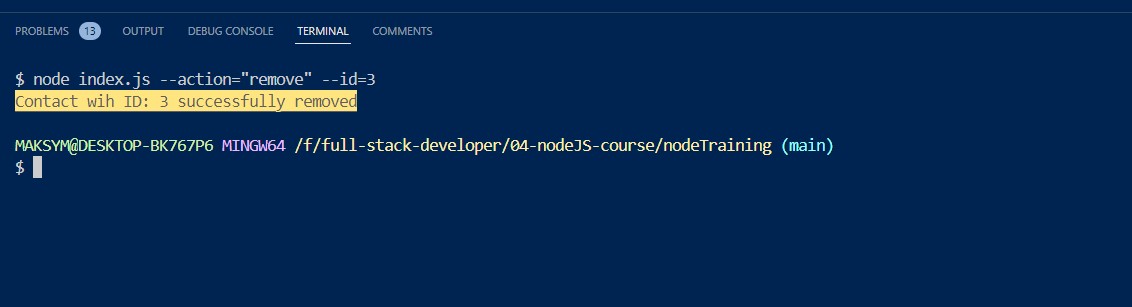 PROBLEMS 13 OUTPUT DEBUG CONSOLE TERMINAL COMMENTS
$ node index.js --action="remove" --id=3
Contact wih ID: 3 successfully removed
MAKSYM@DESKTOP-BK767P6 MINGW64 /f/full-stack-developer/04-nodeJS-course/nodeTraining (main)
$